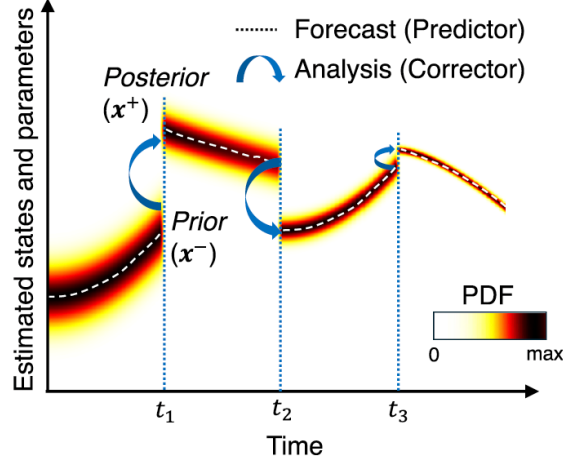 Forecast (Predictor)
Analysis (Corrector)
Posterior
(x⁺)
Prior
(x⁻)
Estimated states and parameters
PDF
0 max
t₁ t₂ t₃
Time